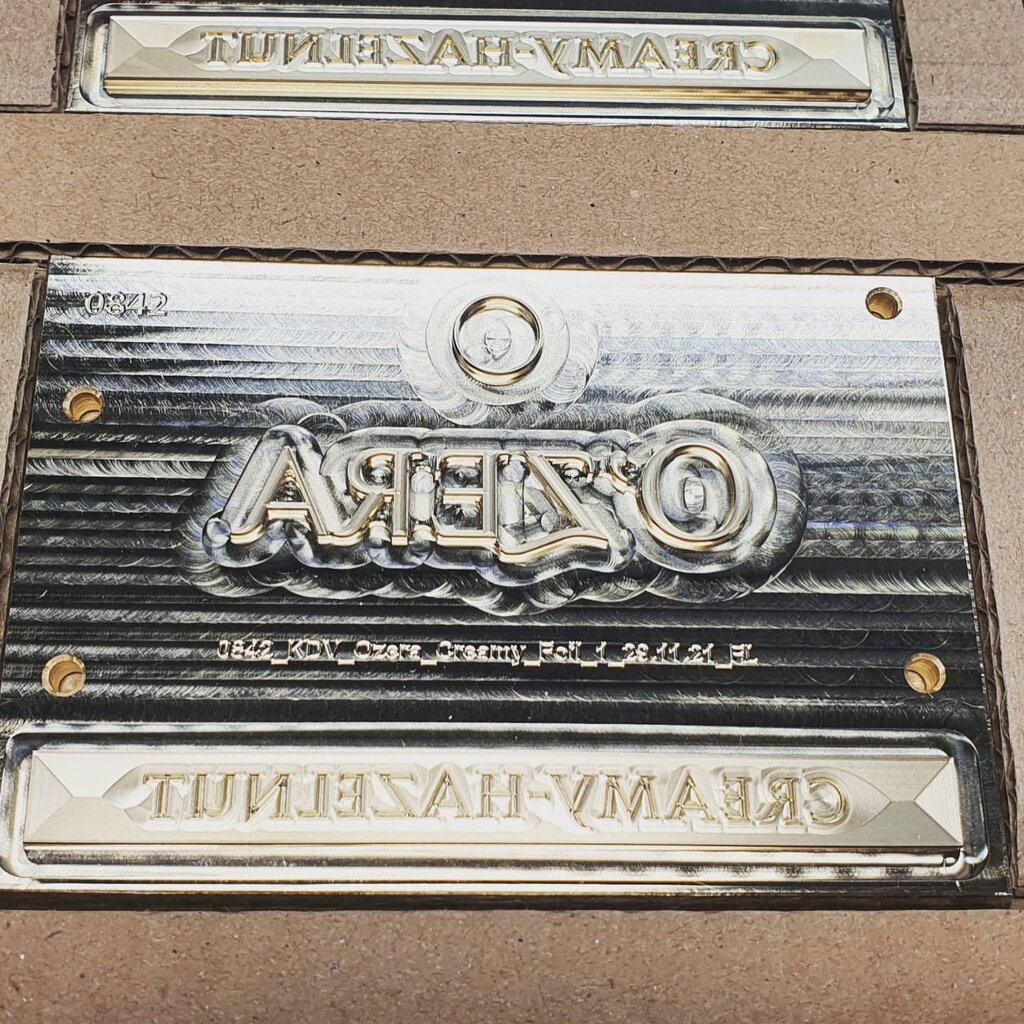 CREAMY-HAZELNUT
0842
O'ZERA
0842_KDV_Ozera_Creamy_Foil_1_29.11.21_EL
CREAMY-HAZELNUT